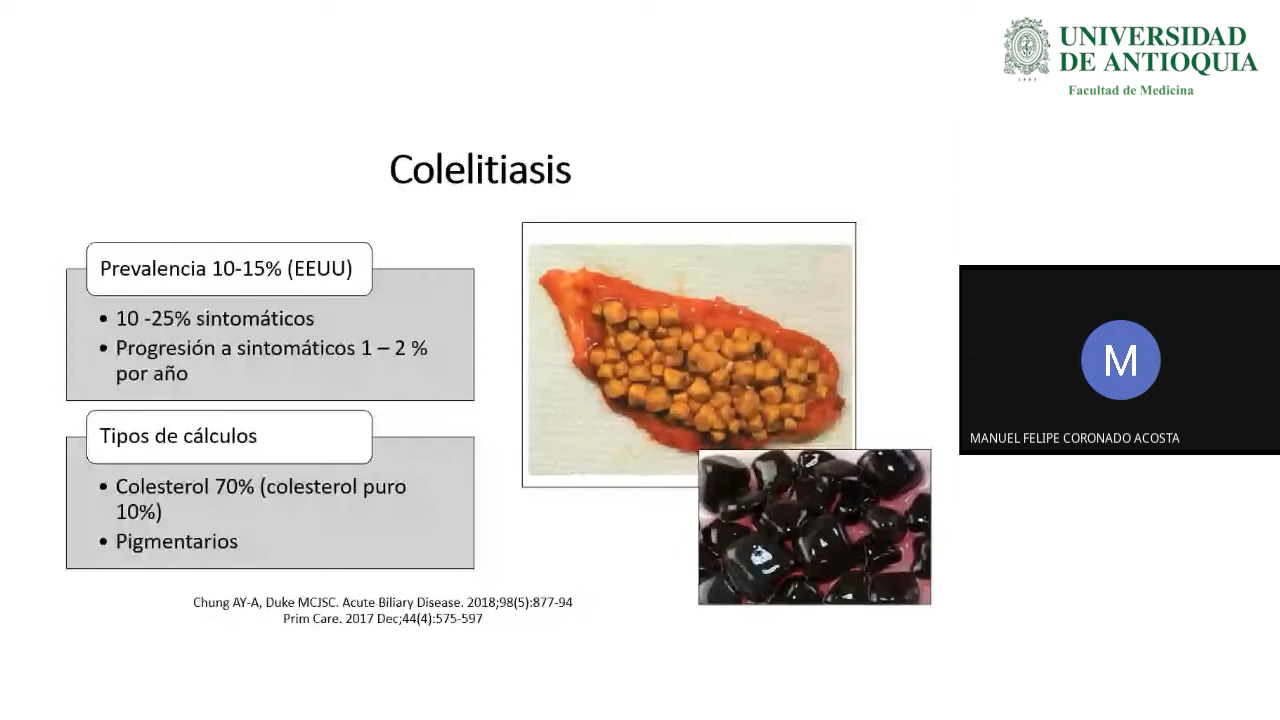 UNIVERSIDAD
DE ANTIOQUIA
1803
Facultad de Medicina
Colelitiasis
Prevalencia 10-15% (EEUU)
• 10 -25% sintomáticos
• Progresión a sintomáticos 1 – 2 %
por año
Tipos de cálculos
• Colesterol 70% (colesterol puro
10%)
• Pigmentarios
Chung AY-A, Duke MCJSC. Acute Biliary Disease. 2018;98(5):877-94
Prim Care. 2017 Dec;44(4):575-597
M
MANUEL FELIPE CORONADO ACOSTA